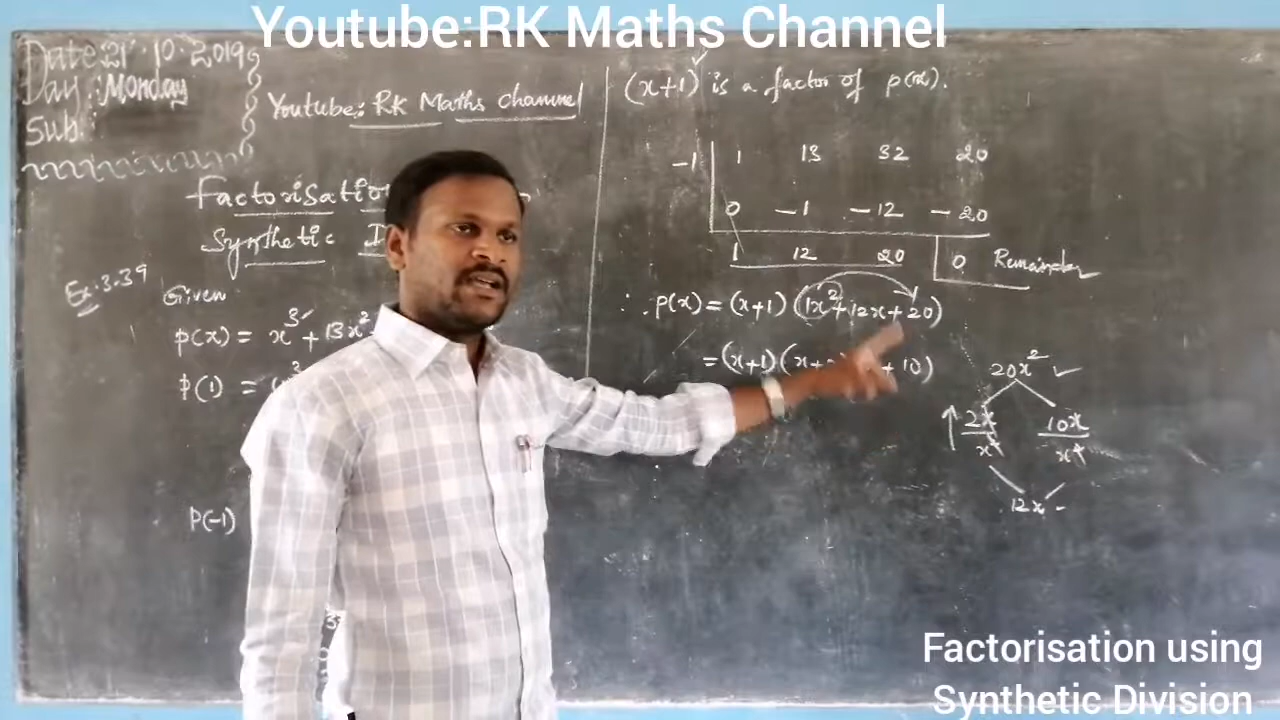 Youtube:RK Maths Channel
Date:21.10.2019
Day:Monday
Sub:
Youtube: RK Maths Channel
Factorisation
Synthetic
Ex: 3.39
Given
p(x) = x³ + 13x²
p(1) =
P(-1)
(x+1) is a factor of p(x).
-1 1 13 32 20
0 -1 -12 -20
1 12 20 0 Remainder
∴ p(x) = (x+1) (1x²+12x+20)
= (x+1) (x+ + 10)
20x²
2x/x² 10x/x²
12x
Factorisation using
Synthetic Division